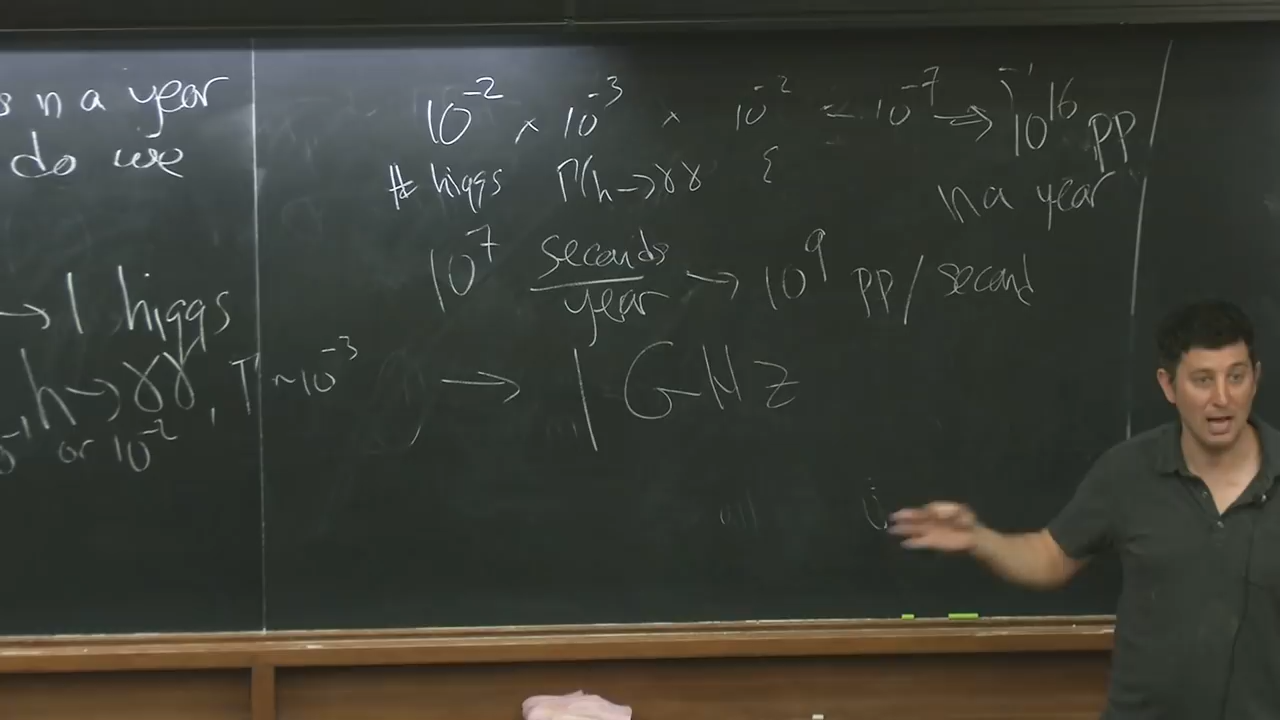 s n a year
do we
→ 1 higgs
h → γγ, Γ ~10⁻³
or 10⁻²
10⁻² × 10⁻³ × 10⁻² = 10⁻⁷ → 10¹⁶ pp
# higgs Γ(h → γγ ξ n a year
10⁷ seconds/year → 10⁹ pp/second
→ 1 GHz